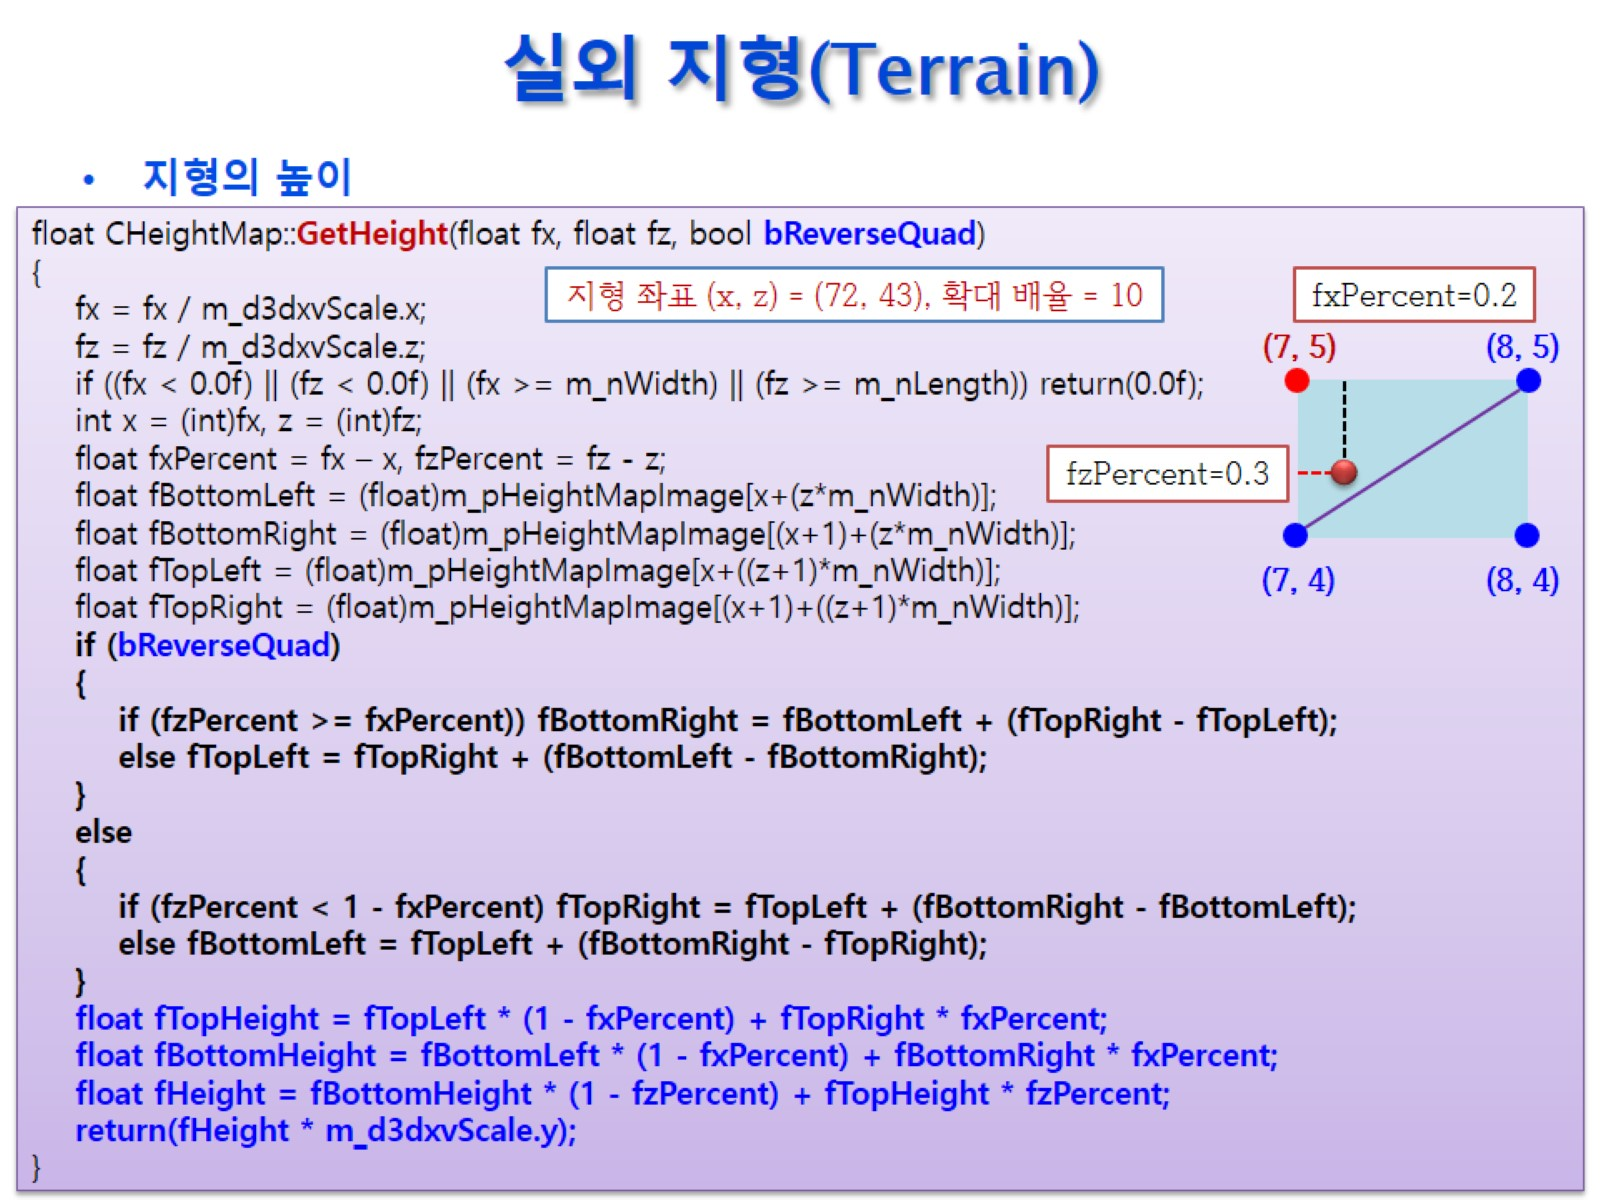 실외 지형(Terrain)
• 지형의 높이
float CHeightMap::GetHeight(float fx, float fz, bool bReverseQuad)
{
지형 좌표 (x, z) = (72, 43), 확대 배율 = 10
fxPercent=0.2
fx = fx / m_d3dxvScale.x;
fz = fz / m_d3dxvScale.z;
(7, 5)
(8, 5)
if ((fx < 0.0f) || (fz < 0.0f) || (fx >= m_nWidth) || (fz >= m_nLength)) return(0.0f);
int x = (int)fx, z = (int)fz;
float fxPercent = fx – x, fzPercent = fz - z;
fzPercent=0.3
float fBottomLeft = (float)m_pHeightMapImage[x+(z*m_nWidth)];
float fBottomRight = (float)m_pHeightMapImage[(x+1)+(z*m_nWidth)];
float fTopLeft = (float)m_pHeightMapImage[x+((z+1)*m_nWidth)];
(7, 4)
(8, 4)
float fTopRight = (float)m_pHeightMapImage[(x+1)+((z+1)*m_nWidth)];
if (bReverseQuad)
{
if (fzPercent >= fxPercent)) fBottomRight = fBottomLeft + (fTopRight - fTopLeft);
else fTopLeft = fTopRight + (fBottomLeft - fBottomRight);
}
else
{
if (fzPercent < 1 - fxPercent) fTopRight = fTopLeft + (fBottomRight - fBottomLeft);
else fBottomLeft = fTopLeft + (fBottomRight - fTopRight);
}
float fTopHeight = fTopLeft * (1 - fxPercent) + fTopRight * fxPercent;
float fBottomHeight = fBottomLeft * (1 - fxPercent) + fBottomRight * fxPercent;
float fHeight = fBottomHeight * (1 - fzPercent) + fTopHeight * fzPercent;
return(fHeight * m_d3dxvScale.y);
}